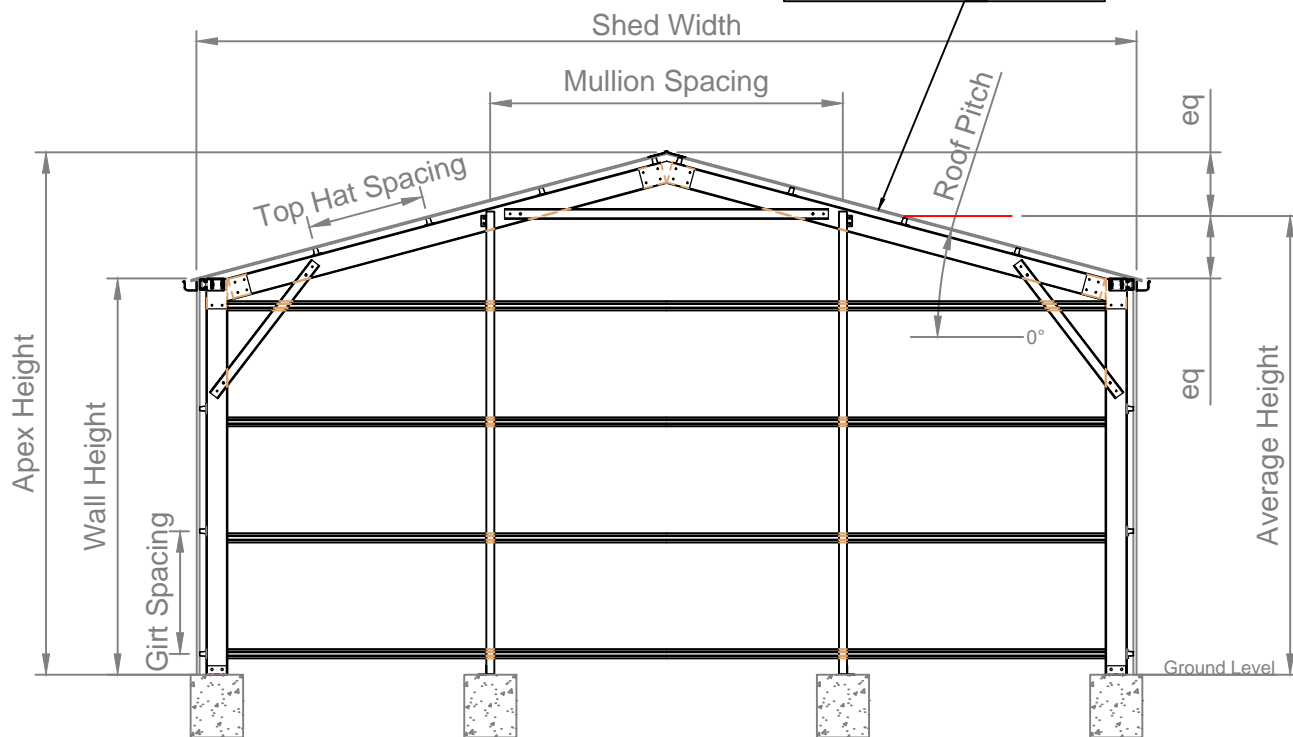 Shed Width
Mullion Spacing
eq
Roof Pitch
Top Hat Spacing
0°
eq
Apex Height
Wall Height
Average Height
Girt Spacing
Ground Level